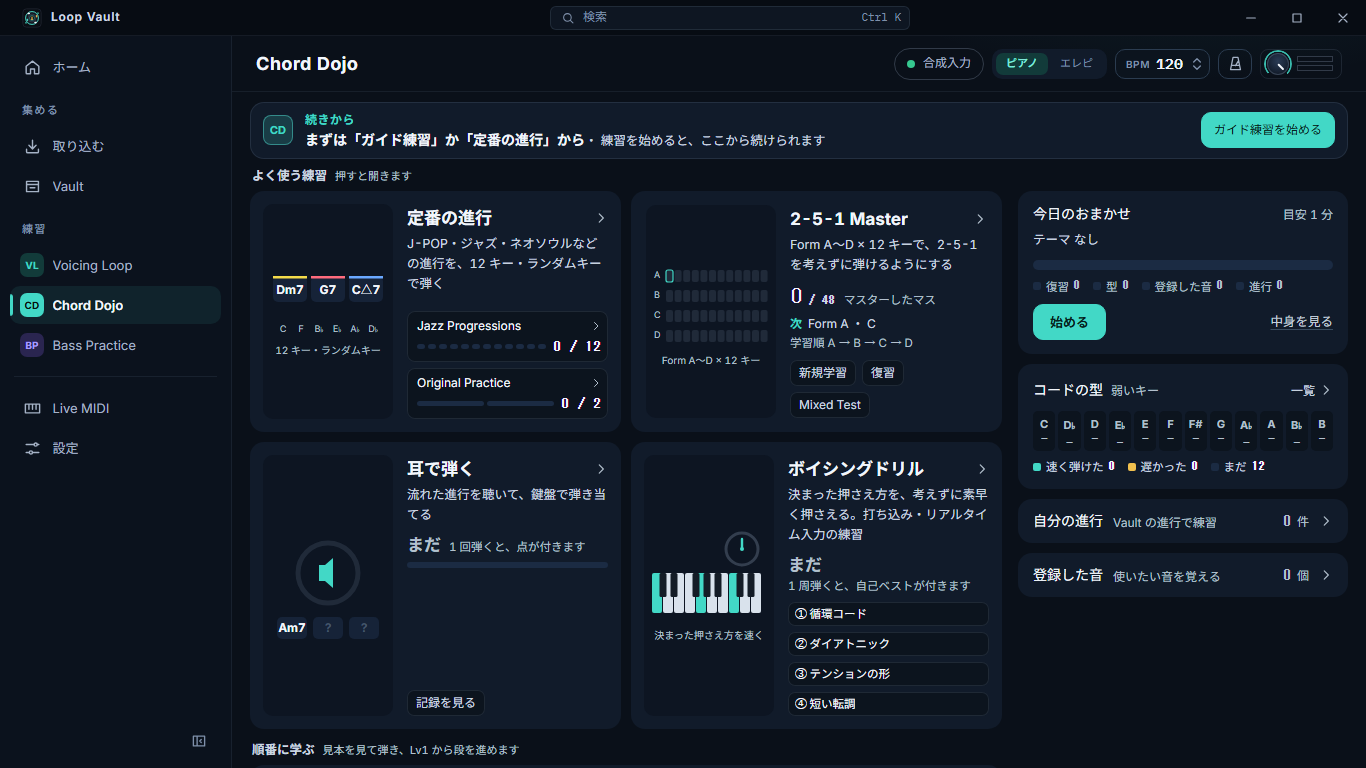 Loop Vault
検索
Ctrl K
ホーム
集める
取り込む
Vault
練習
VL Voicing Loop
CD Chord Dojo
BP Bass Practice
Live MIDI
設定
Chord Dojo
合成入力
ピアノ エレピ
BPM 120
CD
続きから
まずは「ガイド練習」か「定番の進行」から · 練習を始めると、ここから続けられます
ガイド練習を始める
よく使う練習 押すと開きます
Dm7 G7 C△7
C F B♭ E♭ A♭ D♭
12 キー・ランダムキー
定番の進行
J-POP・ジャズ・ネオソウルなど
の進行を、12 キー・ランダムキー
で弾く
Jazz Progressions
0 / 12
Original Practice
0 / 2
A
B
C
D
Form A〜D × 12 キー
2-5-1 Master
Form A〜D × 12 キーで、2-5-1
を考えずに弾けるようにする
0 / 48 マスターしたマス
次 Form A ・ C
学習順 A → B → C → D
新規学習 復習
Mixed Test
Am7 ? ?
耳で弾く
流れた進行を聴いて、鍵盤で弾き当
てる
まだ 1 回弾くと、点が付きます
記録を見る
決まった押さえ方を速く
ボイシングドリル
決まった押さえ方を、考えずに素早
く押さえる。打ち込み・リアルタイ
ム入力の練習
まだ
1 周弾くと、自己ベストが付きます
① 循環コード
② ダイアトニック
③ テンションの形
④ 短い転調
今日のおまかせ 目安 1 分
テーマ なし
復習 0 型 0 登録した音 0 進行 0
始める
中身を見る
コードの型 弱いキー 一覧
C D♭ D E♭ E F F# G A♭ A B♭ B
– – – – – – – – – – – –
速く弾けた 0 遅かった 0 まだ 12
自分の進行 Vault の進行で練習 0 件
登録した音 使いたい音を覚える 0 個
順番に学ぶ 見本を見て弾き、Lv1 から段を進めます